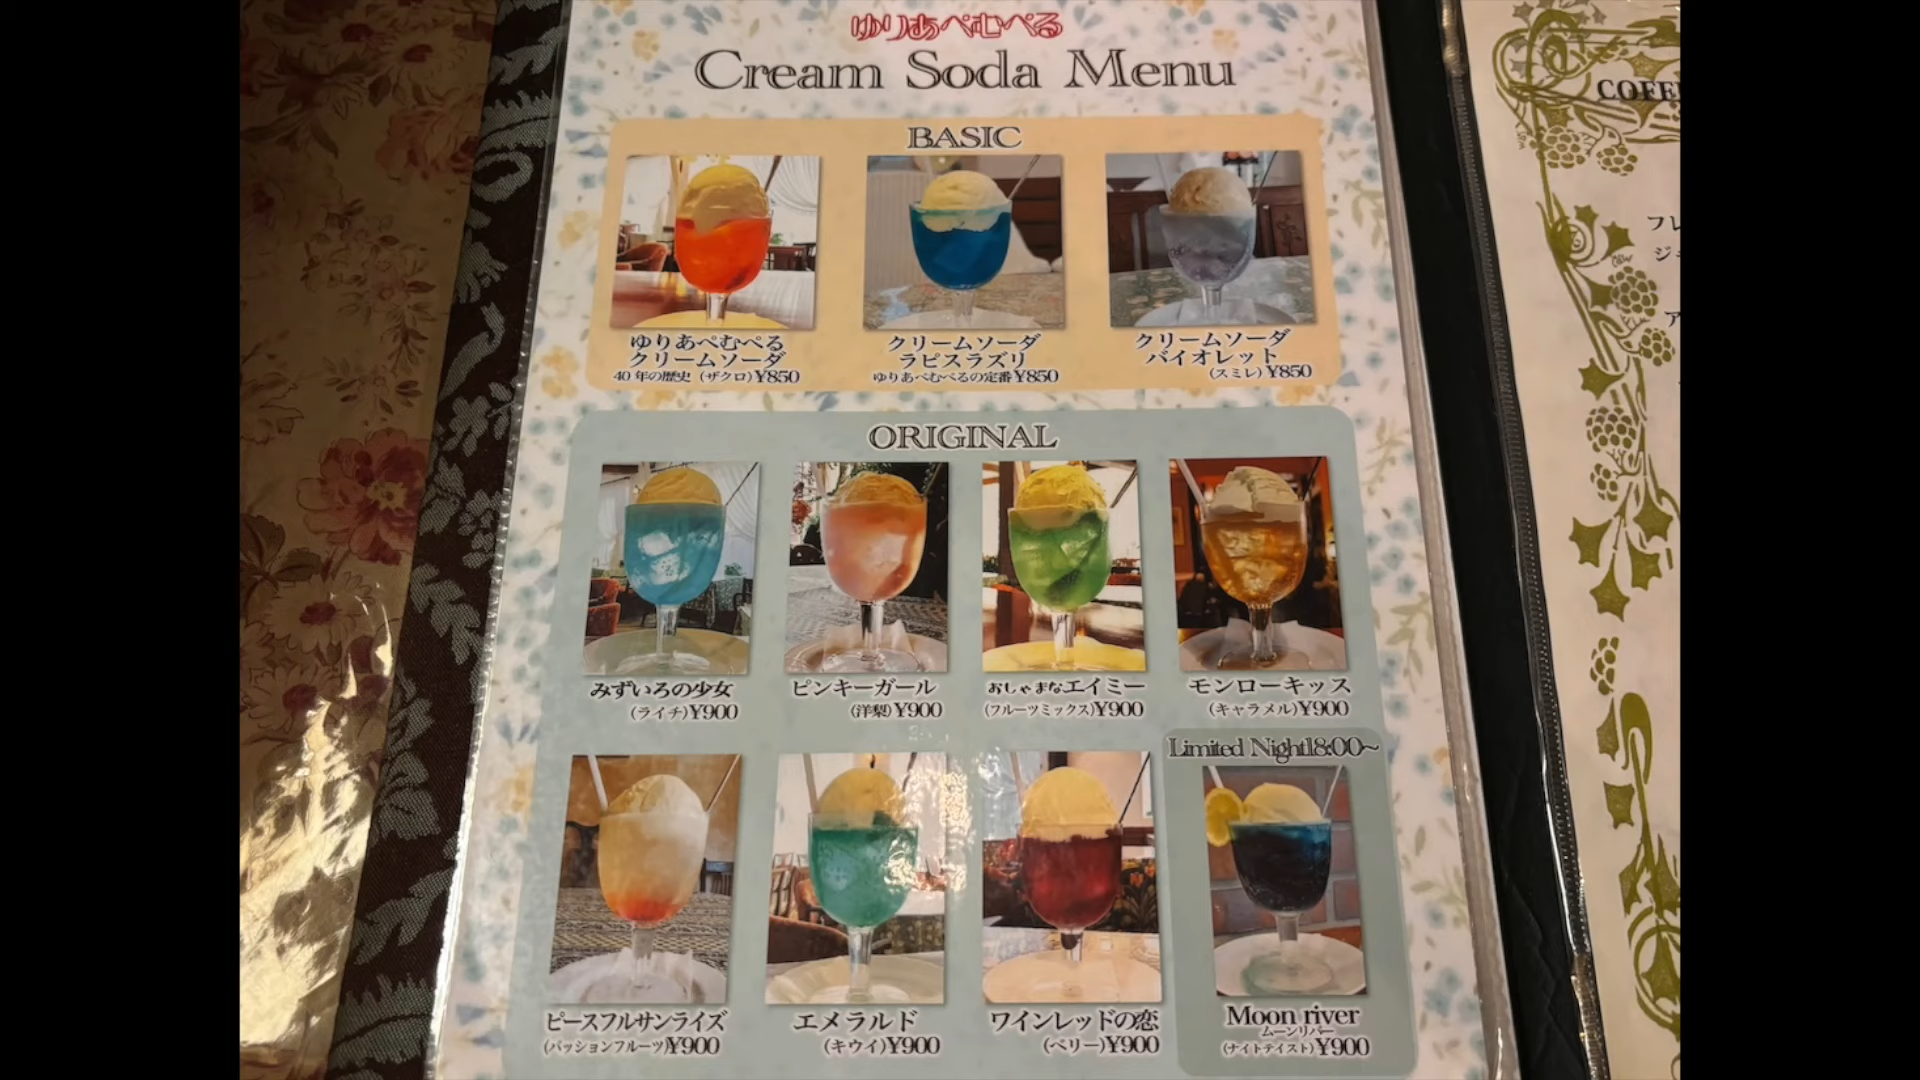 ゆりあぺむぺる
Cream Soda Menu
BASIC
ゆりあぺむぺる
クリームソーダ
40年の歴史（ザクロ）¥850
クリームソーダ
ラピスラズリ
ゆりあぺむぺるの定番¥850
クリームソーダ
バイオレット
（スミレ）¥850
ORIGINAL
みずいろの少女
（ライチ）¥900
ピンキーガール
（洋梨）¥900
おしゃまなエイミー
（フルーツミックス）¥900
モンローキッス
（キャラメル）¥900
ピースフルサンライズ
（パッションフルーツ）¥900
エメラルド
（キウイ）¥900
ワインレッドの恋
（ベリー）¥900
Limited Night18:00~
Moon river
ムーンリバー
（ナイトテイスト）¥900